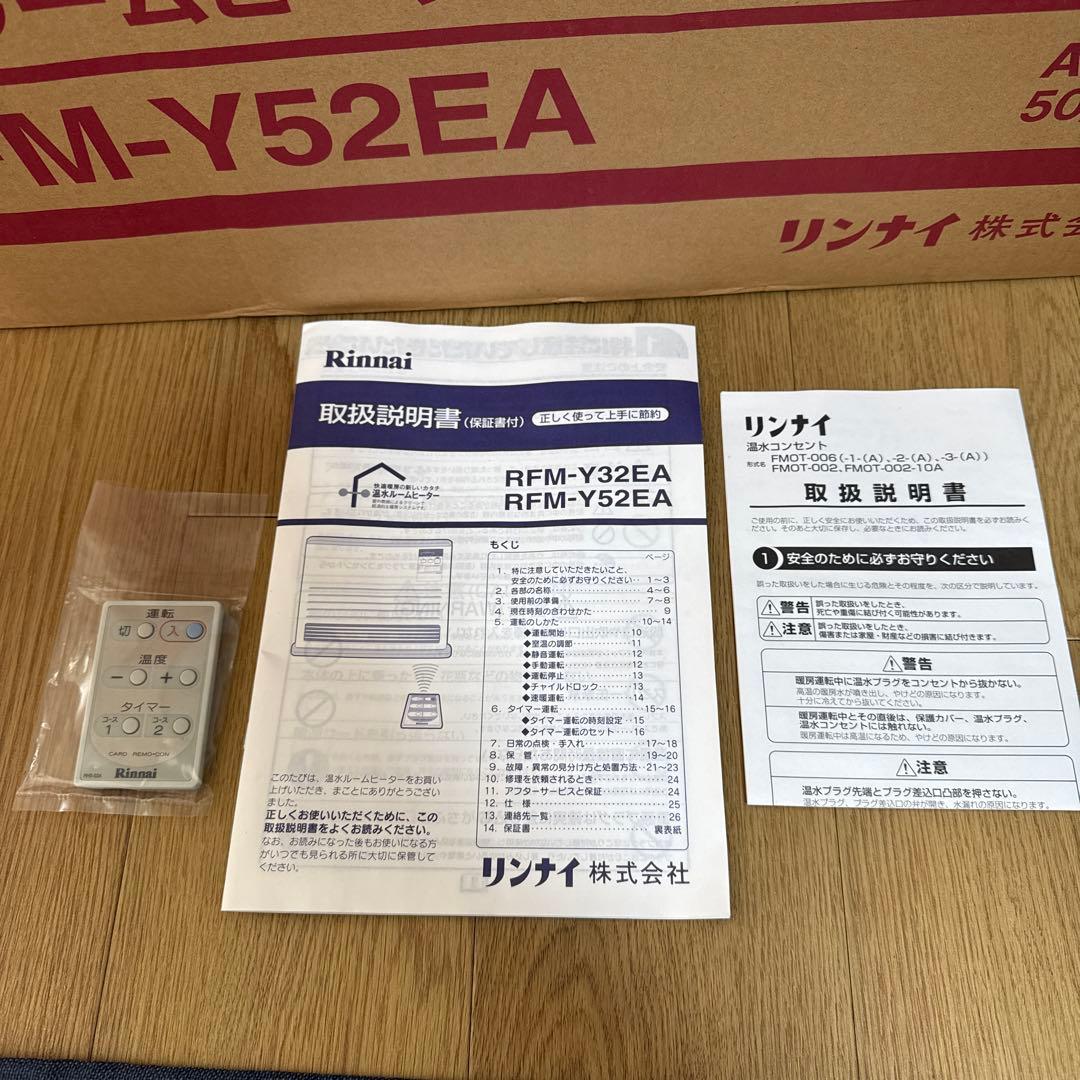 ームヒー
FM-Y52EA
A
50
リンナイ 株式会
Rinnai
取扱説明書(保証書付)
正しく使って上手に節約
快適暖房の新しいカタチ
温水ルームヒーター
RFM-Y32EA
RFM-Y52EA
もくじ
ページ
1. 特に注意していただきたいこと、
安全のために必ずお守りください‥ 1〜3
2. 各部の名称 4〜6
3. 使用前の準備 7〜8
4. 現在時刻の合わせかた 9
5. 運転のしかた 10〜14
◆運転開始 10
◆室温の調節 11
◆静音運転 12
◆手動運転 12
◆運転停止 13
◆チャイルドロック 13
◆速暖運転 14
6. タイマー運転 15〜16
◆タイマー運転の時刻設定 15
◆タイマー運転のセット 16
7. 日常の点検・手入れ 17〜18
8. 保 管 19〜20
9. 故障・異常の見分け方と処置方法 21〜23
10. 修理を依頼されるとき 24
11. アフターサービスと保証 24
12. 仕 様 25
13. 連絡先一覧 26
14. 保証書 裏表紙
このたびは、温水ルームヒーターをお買い
上げいただき、まことにありがとうござい
ました。
正しくお使いいただくために、この
取扱説明書をよくお読みください。
なお、お読みになった後もお使いになる方
がいつでも見られる所に大切に保管して
ください。
リンナイ 株式会社
運転
切 入
温度
− +
タイマー
コース1 コース2
CARD REMO-CON
Rinnai
リンナイ
温水コンセント
形式名 FMOT-006(-1-(A)、-2-(A)、-3-(A))
FMOT-002、FMOT-002-10A
取扱説明書
ご使用の前に、正しく安全にお使いいただくため、この取扱説明書を必ずお読みく
ださい。そのあと大切に保存し、必要なときにお読みください。
1 安全のために必ずお守りください
誤った取扱いをした場合に生じる危険とその程度を、次の区分で説明しています。
⚠警告 誤った取扱いをしたとき、
死亡や重傷に結び付く可能性があります。
⚠注意 誤った取扱いをしたとき、
傷害または家屋・財産などの損害に結び付きます。
⚠警告
暖房運転中に温水プラグをコンセントから抜かない。
高温の暖房水が噴き出し、やけどの原因になります。
十分に冷えてから抜いてください。
暖房運転中とその直後は、保護カバー、温水プラグ、
温水コンセントには触れない。
暖房運転中は高温になるため、やけどの原因になります。
⚠注意
温水プラグ先端とプラグ差込口凸部を押さない。
温水プラグ、プラグ差込口の弁が開き、水漏れの原因になります。